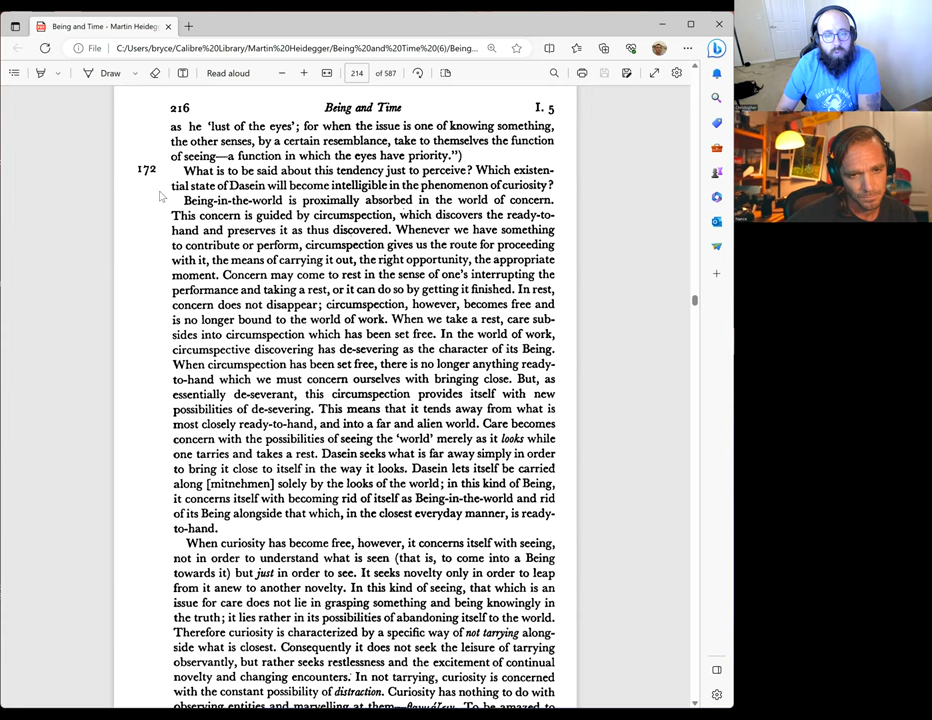 Being and Time - Martin Heideg
File
C:/Users/bryce/Calibre%20Library/Martin%20Heidegger/Being%20and%20Time%20(6)/Being...
Draw
Read aloud
214 of 587
216 Being and Time I. 5
as he 'lust of the eyes'; for when the issue is one of knowing something,
the other senses, by a certain resemblance, take to themselves the function
of seeing—a function in which the eyes have priority.")
172 What is to be said about this tendency just to perceive? Which existen-
tial state of Dasein will become intelligible in the phenomenon of curiosity?
Being-in-the-world is proximally absorbed in the world of concern.
This concern is guided by circumspection, which discovers the ready-to-
hand and preserves it as thus discovered. Whenever we have something
to contribute or perform, circumspection gives us the route for proceeding
with it, the means of carrying it out, the right opportunity, the appropriate
moment. Concern may come to rest in the sense of one's interrupting the
performance and taking a rest, or it can do so by getting it finished. In rest,
concern does not disappear; circumspection, however, becomes free and
is no longer bound to the world of work. When we take a rest, care sub-
sides into circumspection which has been set free. In the world of work,
circumspective discovering has de-severing as the character of its Being.
When circumspection has been set free, there is no longer anything ready-
to-hand which we must concern ourselves with bringing close. But, as
essentially de-severant, this circumspection provides itself with new
possibilities of de-severing. This means that it tends away from what is
most closely ready-to-hand, and into a far and alien world. Care becomes
concern with the possibilities of seeing the 'world' merely as it looks while
one tarries and takes a rest. Dasein seeks what is far away simply in order
to bring it close to itself in the way it looks. Dasein lets itself be carried
along [mitnehmen] solely by the looks of the world; in this kind of Being,
it concerns itself with becoming rid of itself as Being-in-the-world and rid
of its Being alongside that which, in the closest everyday manner, is ready-
to-hand.
When curiosity has become free, however, it concerns itself with seeing,
not in order to understand what is seen (that is, to come into a Being
towards it) but just in order to see. It seeks novelty only in order to leap
from it anew to another novelty. In this kind of seeing, that which is an
issue for care does not lie in grasping something and being knowingly in
the truth; it lies rather in its possibilities of abandoning itself to the world.
Therefore curiosity is characterized by a specific way of not tarrying along-
side what is closest. Consequently it does not seek the leisure of tarrying
observantly, but rather seeks restlessness and the excitement of continual
novelty and changing encounters. In not tarrying, curiosity is concerned
with the constant possibility of distraction. Curiosity has nothing to do with
observing entities and marvelling at them—θαυμάζειν. To be amazed to